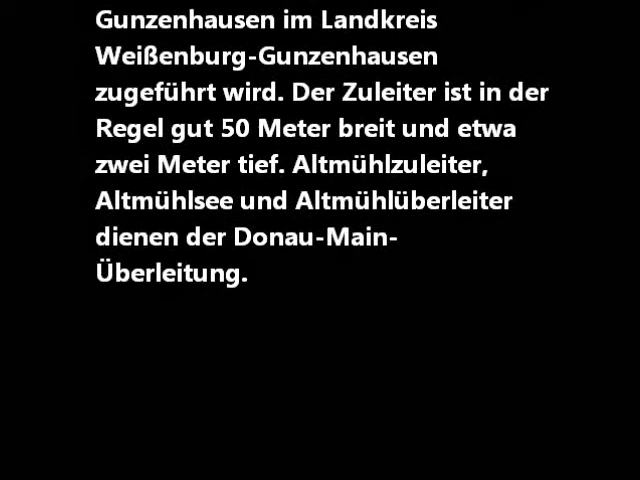 Gunzenhausen im Landkreis
Weißenburg-Gunzenhausen
zugeführt wird. Der Zuleiter ist in der
Regel gut 50 Meter breit und etwa
zwei Meter tief. Altmühlzuleiter,
Altmühlsee und Altmühlüberleiter
dienen der Donau-Main-
Überleitung.